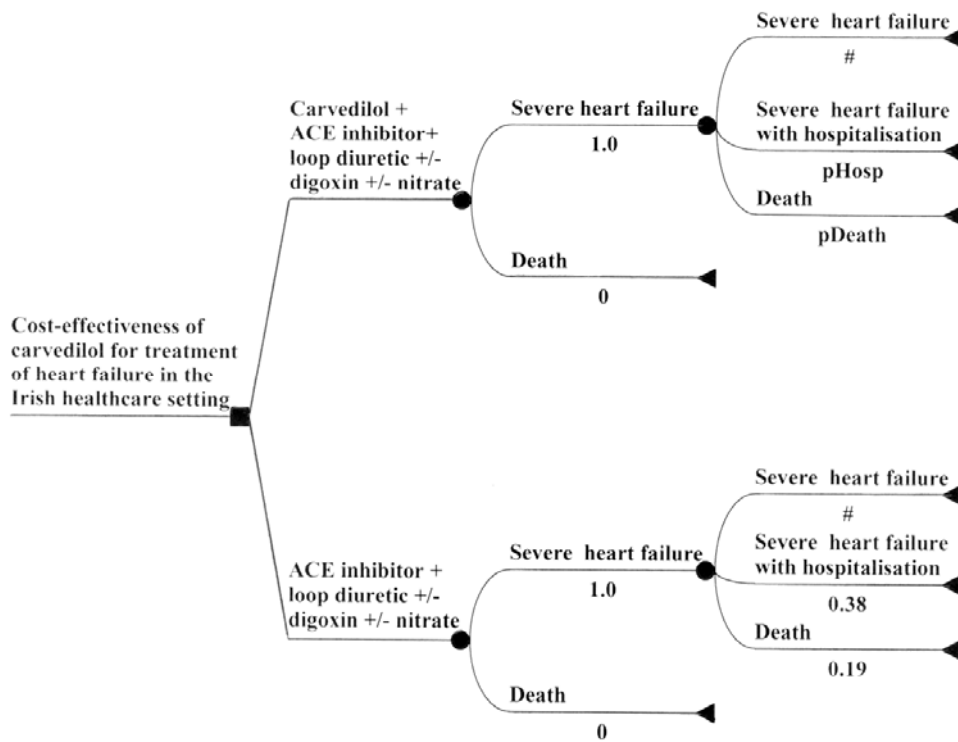 Severe heart failure
#
Carvedilol +
ACE inhibitor+
loop diuretic +/-
digoxin +/- nitrate
Severe heart failure
1.0
Severe heart failure
with hospitalisation
pHosp
Death
pDeath
Death
0
Cost-effectiveness of
carvedilol for treatment
of heart failure in the
Irish healthcare setting
Severe heart failure
#
ACE inhibitor +
loop diuretic +/-
digoxin +/- nitrate
Severe heart failure
1.0
Severe heart failure
with hospitalisation
0.38
Death
0.19
Death
0